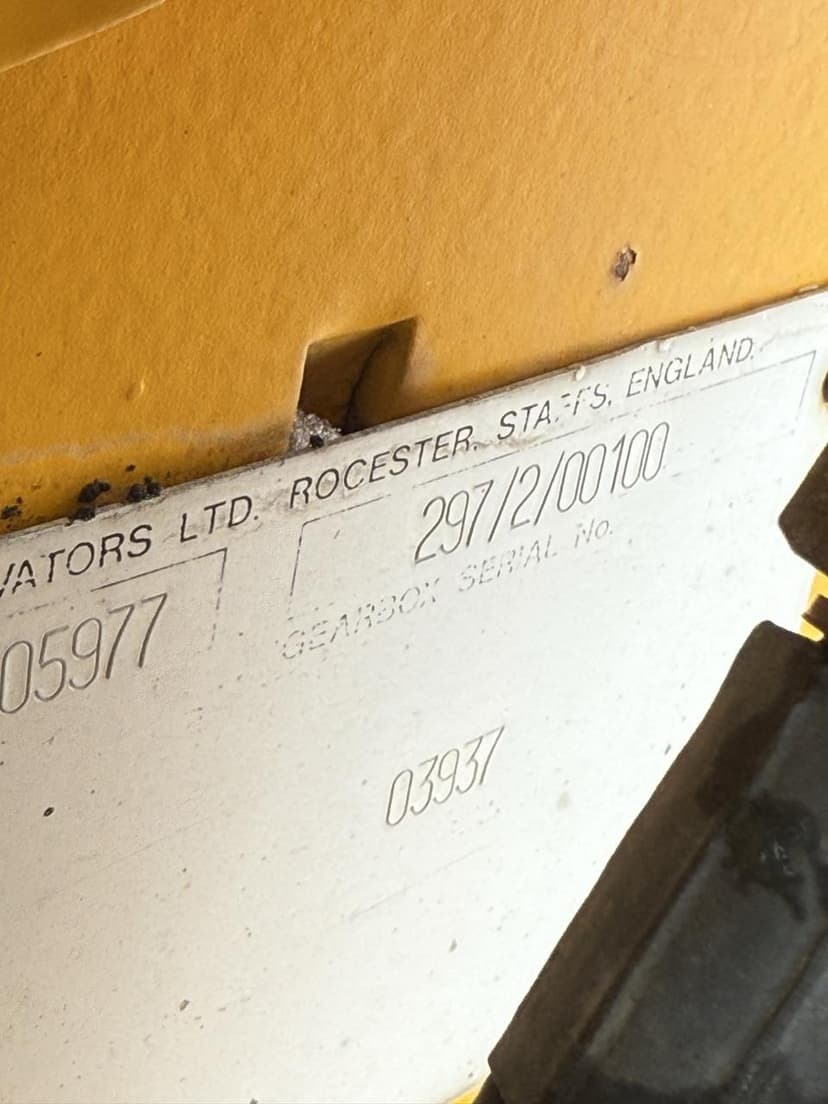 VATORS LTD. ROCESTER, STAFFS, ENGLAND.
05977 297/2/00100
GEARBOX SERIAL No.
03937